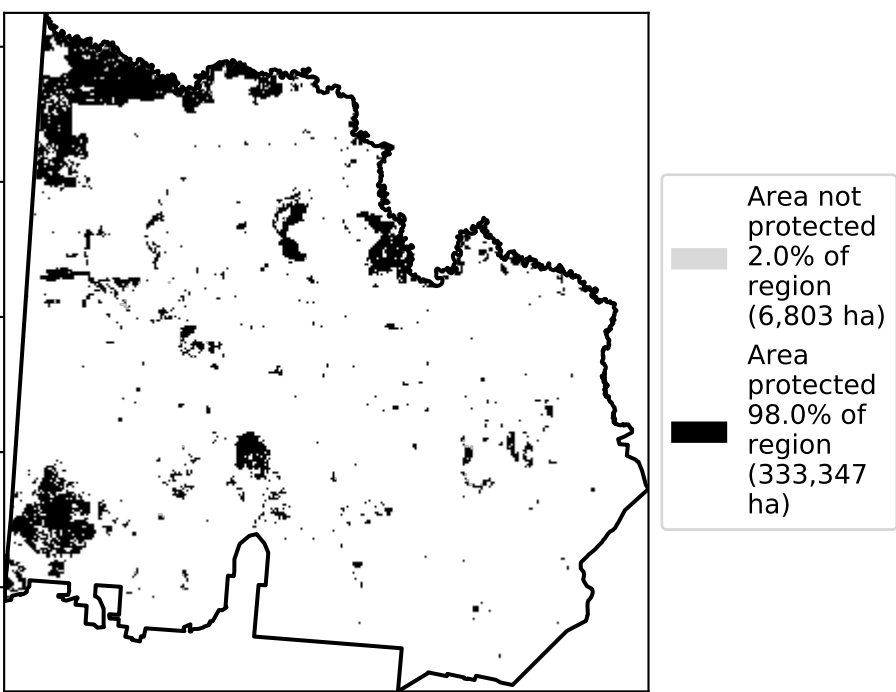 Area not
protected
2.0% of
region
(6,803 ha)
Area
protected
98.0% of
region
(333,347
ha)